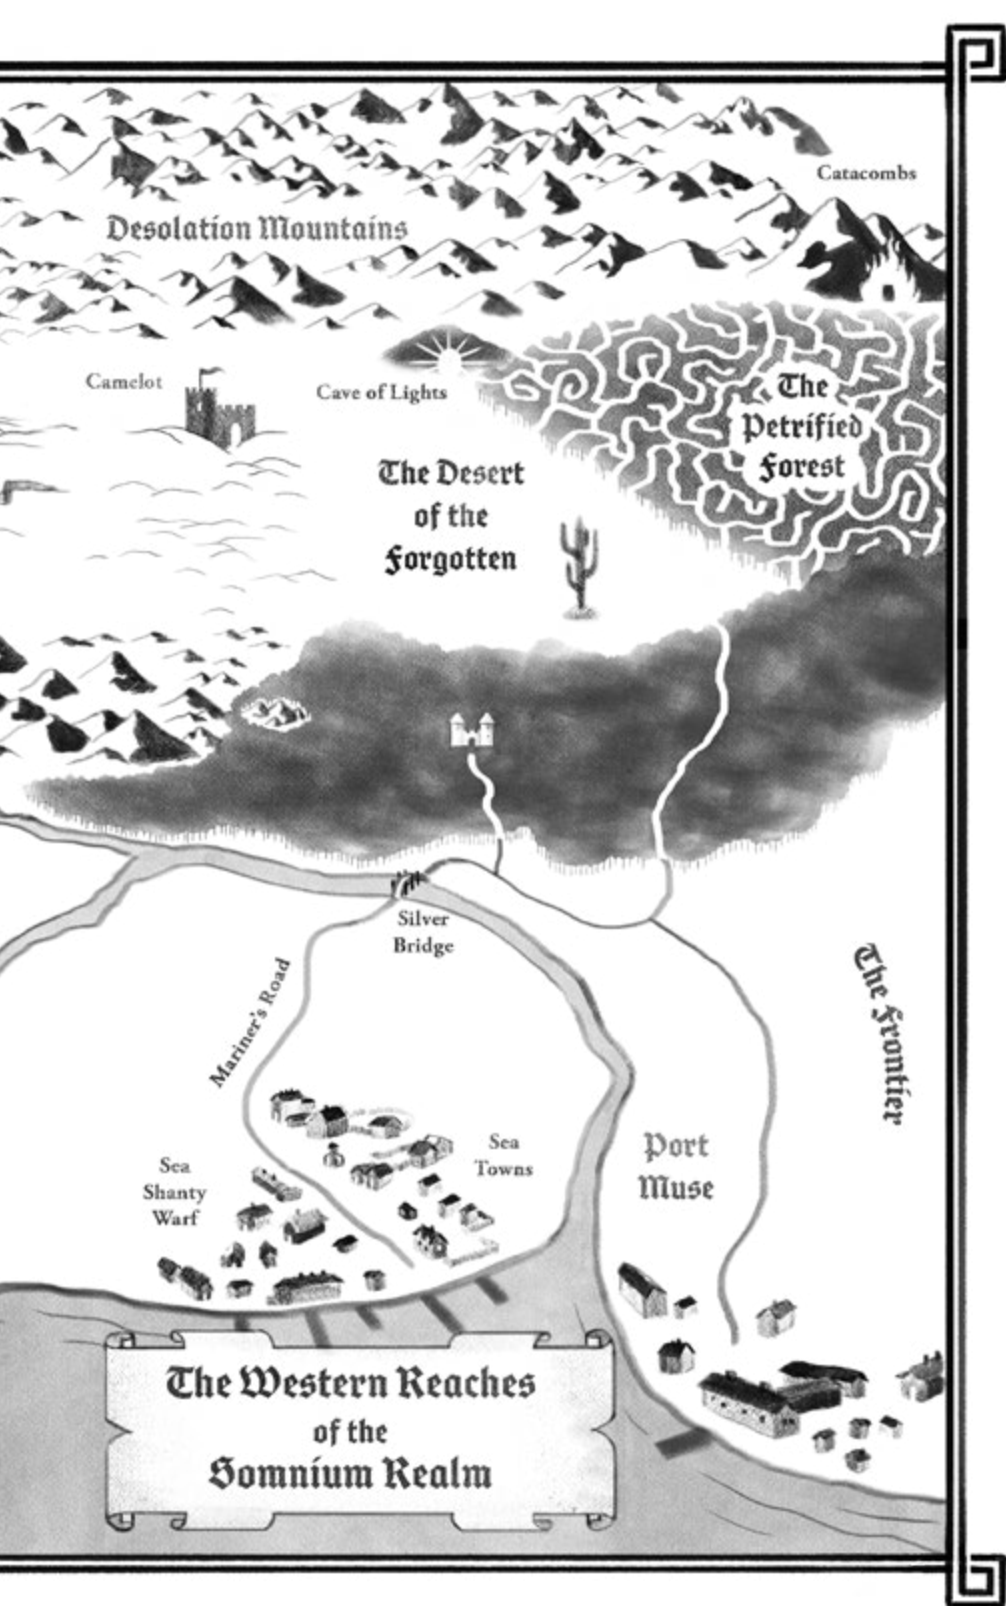 Catacombs
Desolation Mountains
Camelot
Cave of Lights
The
Petrified
Forest
The Desert
of the
Forgotten
Silver
Bridge
Mariner's Road
The Frontier
Sea
Towns
Port
Muse
Sea
Shanty
Warf
The Western Reaches
of the
Somnium Realm